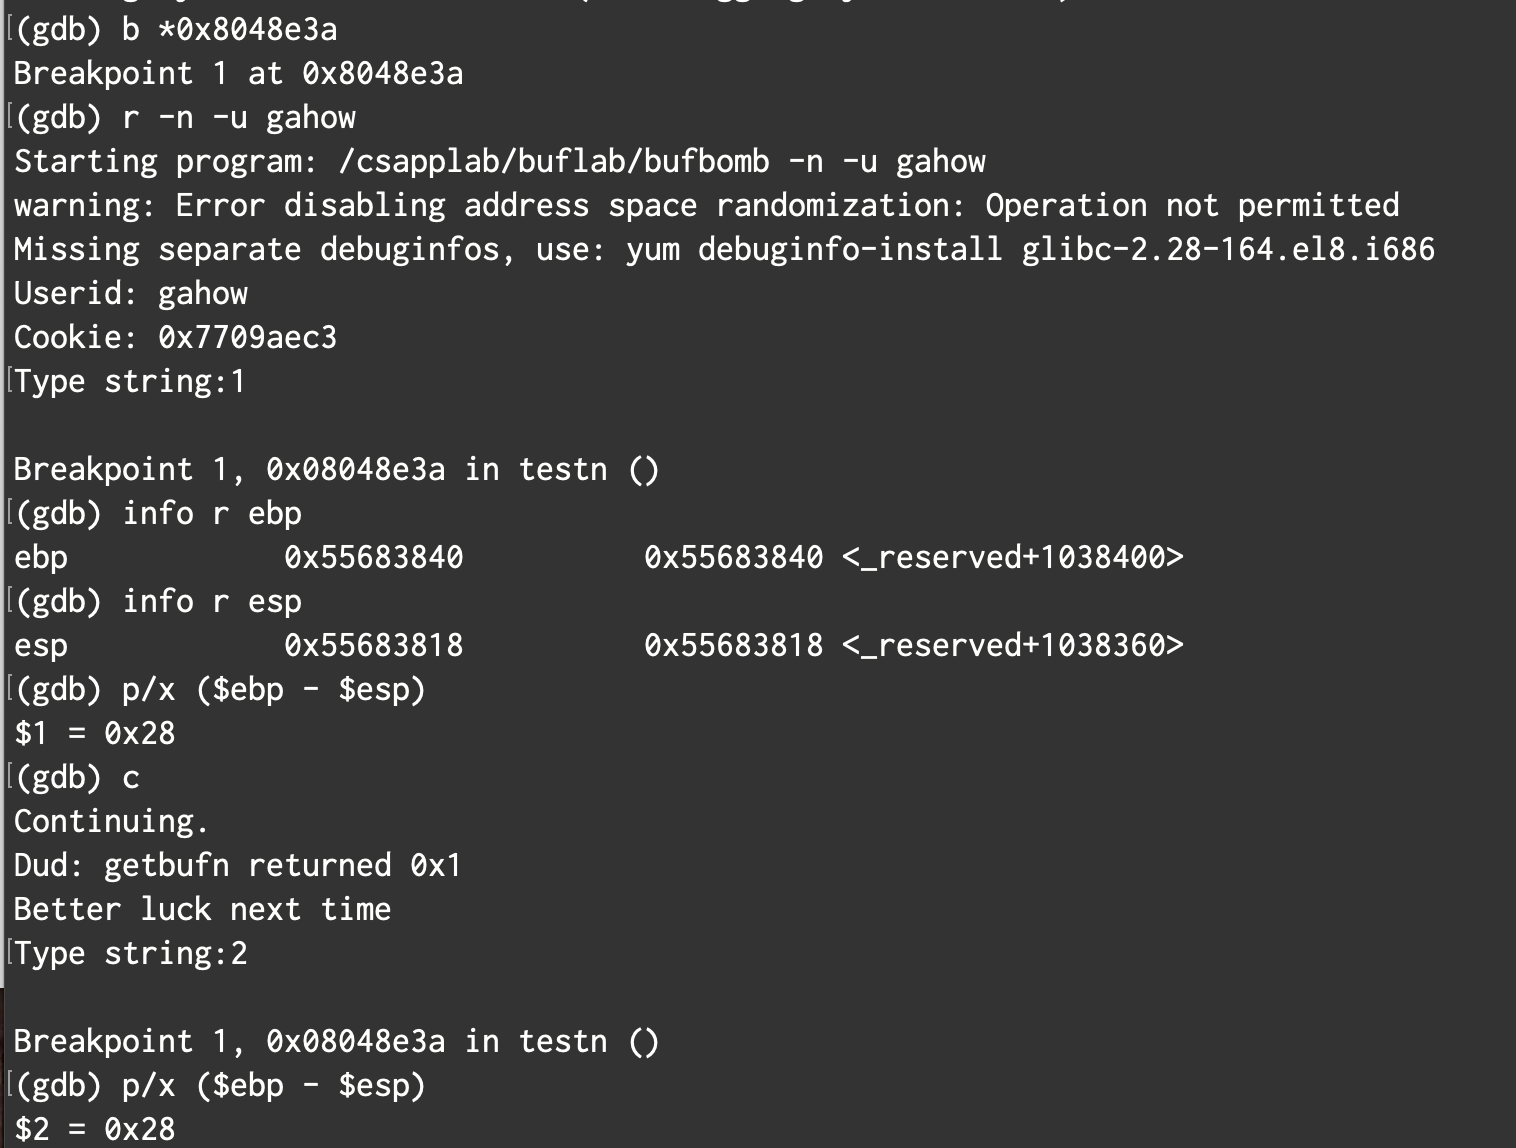 (gdb) b *0x8048e3a
Breakpoint 1 at 0x8048e3a
(gdb) r -n -u gahow
Starting program: /csapplab/buflab/bufbomb -n -u gahow
warning: Error disabling address space randomization: Operation not permitted
Missing separate debuginfos, use: yum debuginfo-install glibc-2.28-164.el8.i686
Userid: gahow
Cookie: 0x7709aec3
Type string:1
Breakpoint 1, 0x08048e3a in testn ()
(gdb) info r ebp
ebp            0x55683840          0x55683840 <_reserved+1038400>
(gdb) info r esp
esp            0x55683818          0x55683818 <_reserved+1038360>
(gdb) p/x ($ebp - $esp)
$1 = 0x28
(gdb) c
Continuing.
Dud: getbufn returned 0x1
Better luck next time
Type string:2
Breakpoint 1, 0x08048e3a in testn ()
(gdb) p/x ($ebp - $esp)
$2 = 0x28